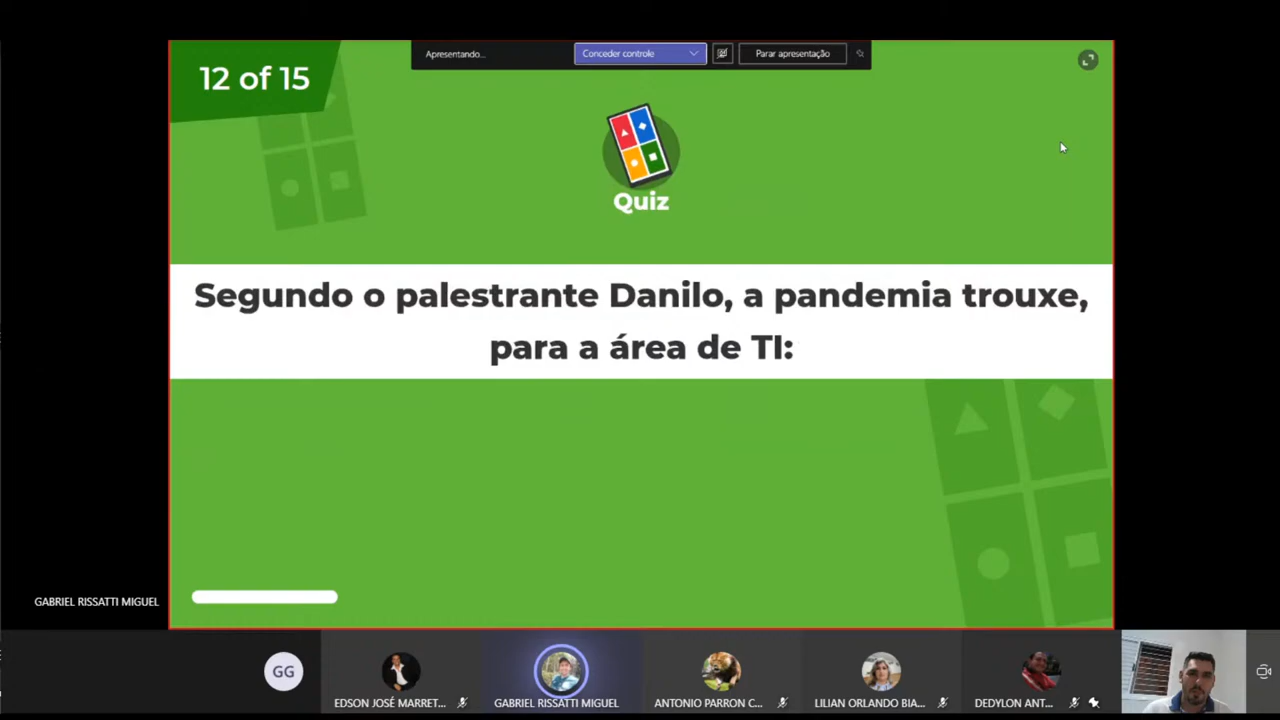 12 of 15
Apresentando...
Conceder controle
Parar apresentação
Quiz
Segundo o palestrante Danilo, a pandemia trouxe,
para a área de TI:
GABRIEL RISSATTI MIGUEL
GG
EDSON JOSÉ MARRET...
GABRIEL RISSATTI MIGUEL
ANTONIO PARRON C...
LILIAN ORLANDO BIA...
DEDYLON ANT...